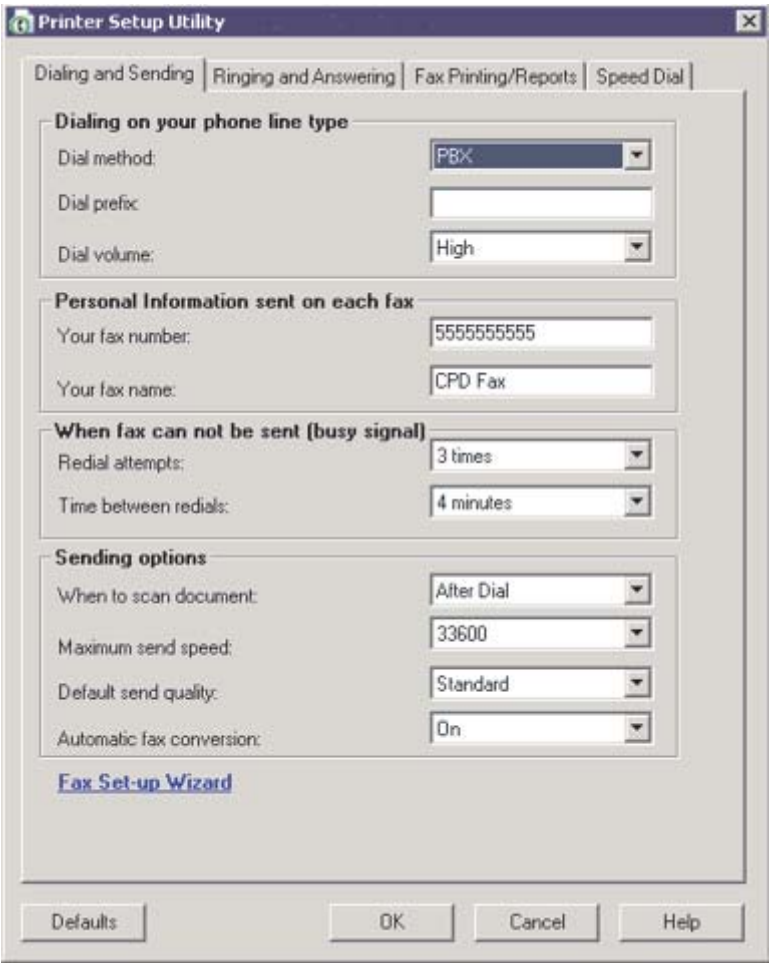 Printer Setup Utility
Dialing and Sending Ringing and Answering Fax Printing/Reports Speed Dial
Dialing on your phone line type
Dial method: PBX
Dial prefix:
Dial volume: High
Personal Information sent on each fax
Your fax number: 5555555555
Your fax name: CPD Fax
When fax can not be sent (busy signal)
Redial attempts: 3 times
Time between redials: 4 minutes
Sending options
When to scan document: After Dial
Maximum send speed: 33600
Default send quality: Standard
Automatic fax conversion: On
Fax Set-up Wizard
Defaults OK Cancel Help